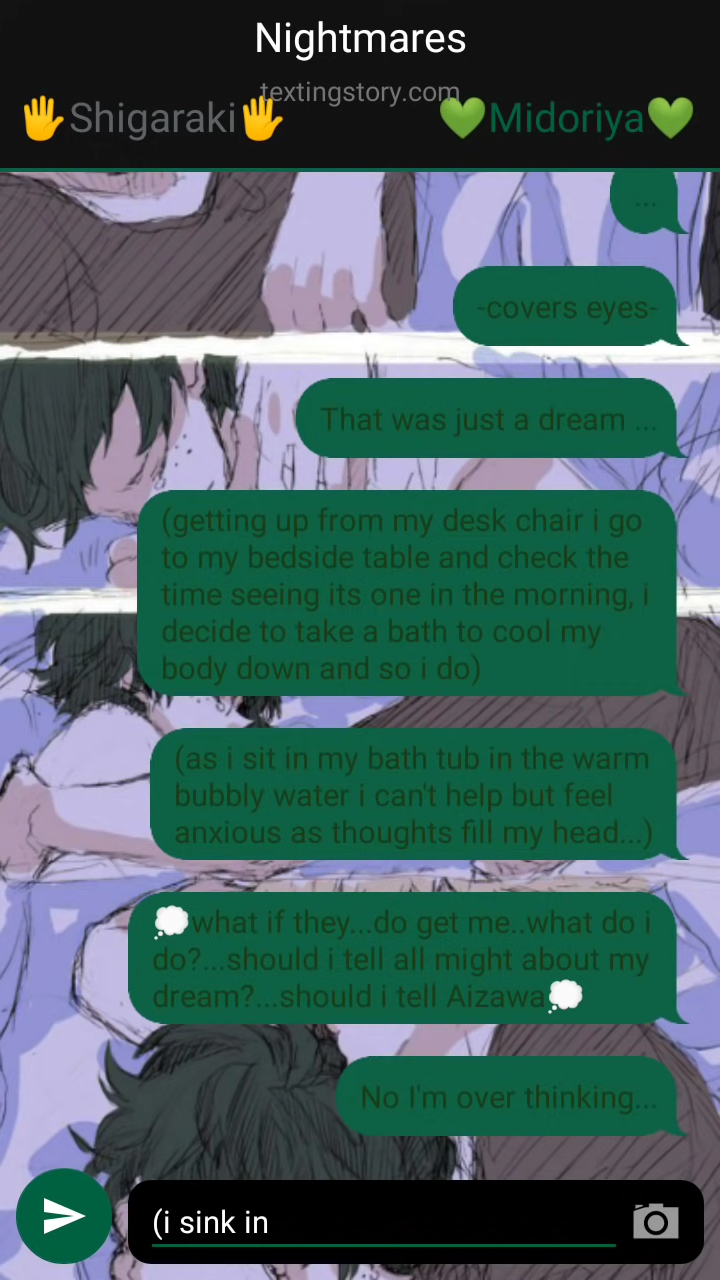 Nightmares
textingstory.com
🖐Shigaraki🖐 💚Midoriya💚
...
-covers eyes-
That was just a dream ...
(getting up from my desk chair i go
to my bedside table and check the
time seeing its one in the morning, i
decide to take a bath to cool my
body down and so i do)
(as i sit in my bath tub in the warm
bubbly water i can't help but feel
anxious as thoughts fill my head...)
💭what if they...do get me..what do i
do?...should i tell all might about my
dream?...should i tell Aizawa💭
No I'm over thinking...
(i sink in